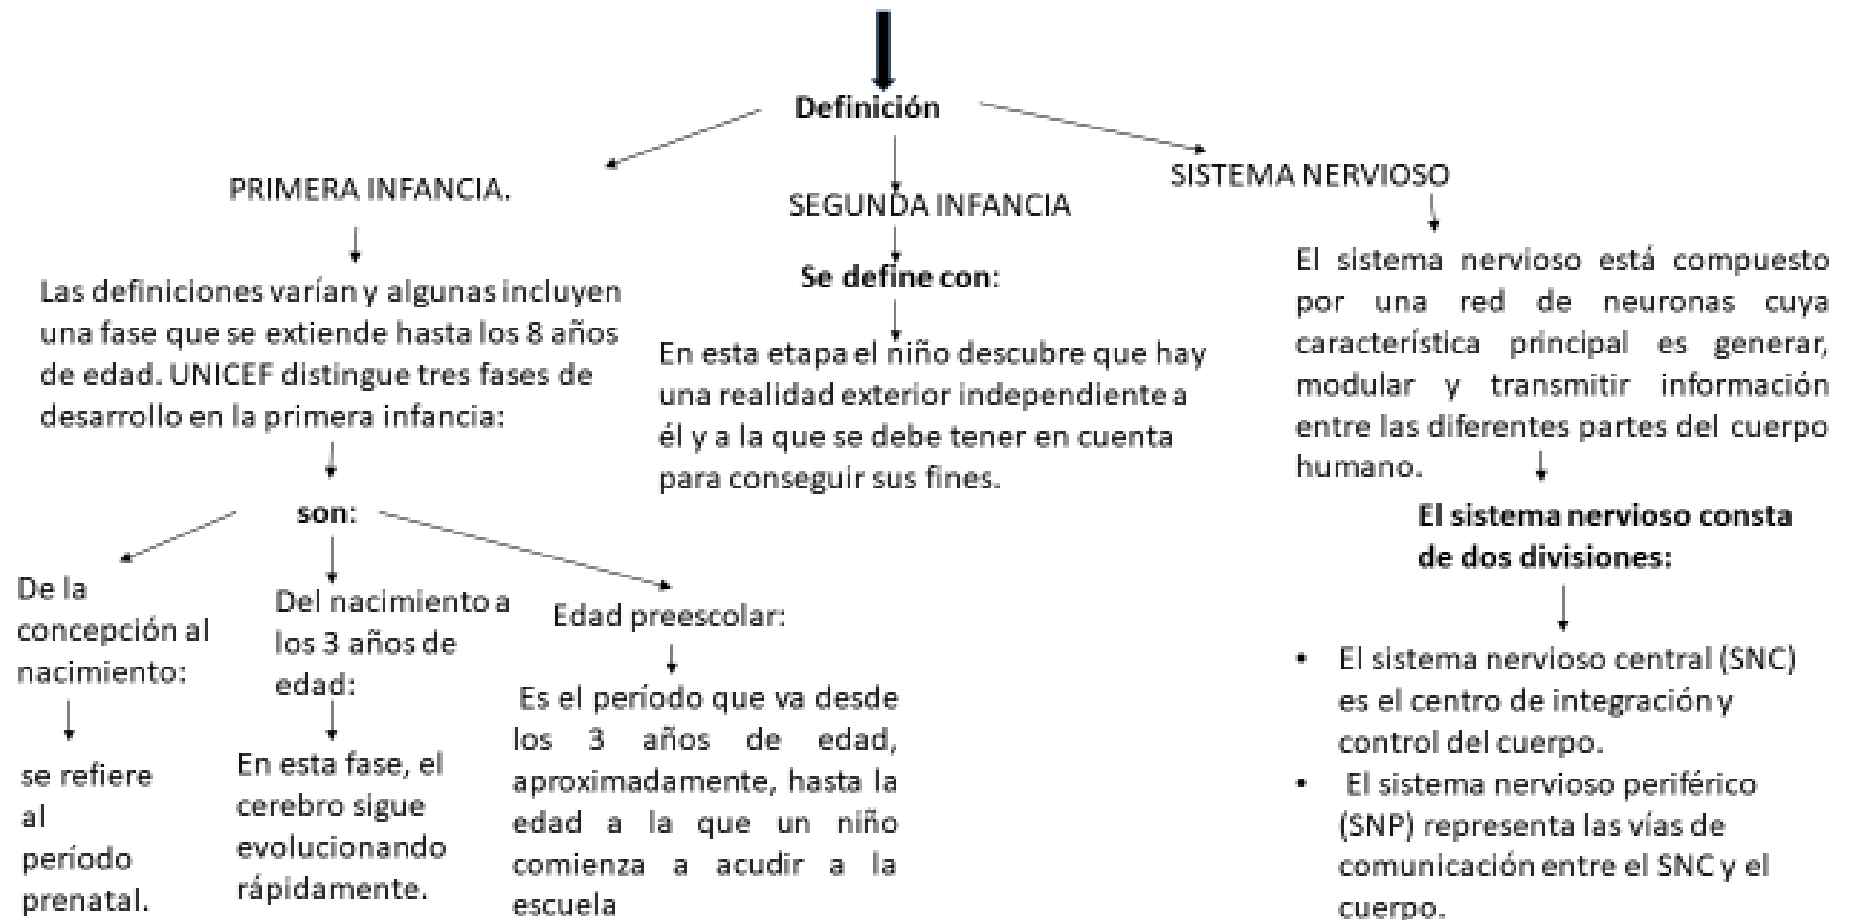 Definición
PRIMERA INFANCIA.
Las definiciones varían y algunas incluyen
una fase que se extiende hasta los 8 años
de edad. UNICEF distingue tres fases de
desarrollo en la primera infancia:
son:
De la
concepción al
nacimiento:
se refiere
al
período
prenatal.
Del nacimiento a
los 3 años de
edad:
En esta fase, el
cerebro sigue
evolucionando
rápidamente.
Edad preescolar:
Es el período que va desde
los 3 años de edad,
aproximadamente, hasta la
edad a la que un niño
comienza a acudir a la
escuela
SEGUNDA INFANCIA
Se define con:
En esta etapa el niño descubre que hay
una realidad exterior independiente a
él y a la que se debe tener en cuenta
para conseguir sus fines.
SISTEMA NERVIOSO
El sistema nervioso está compuesto
por una red de neuronas cuya
característica principal es generar,
modular y transmitir información
entre las diferentes partes del cuerpo
humano.
El sistema nervioso consta
de dos divisiones:
• El sistema nervioso central (SNC)
es el centro de integración y
control del cuerpo.
• El sistema nervioso periférico
(SNP) representa las vías de
comunicación entre el SNC y el
cuerpo.